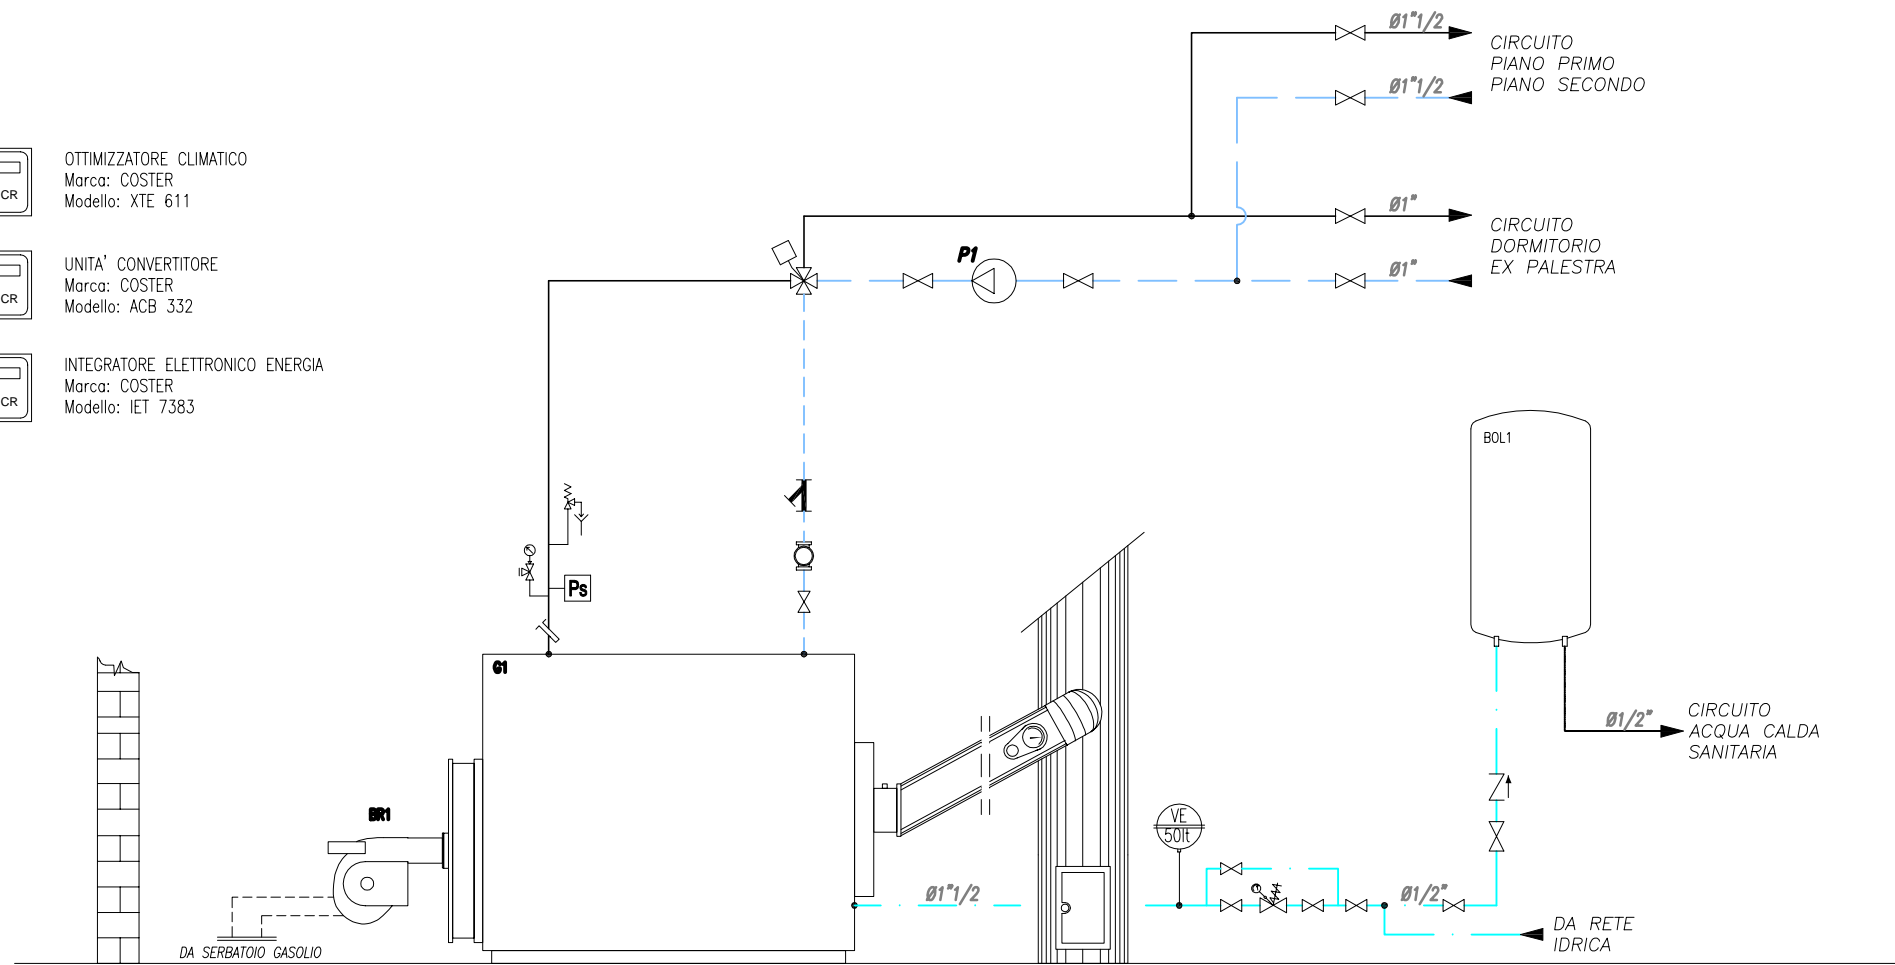 Ø1"1/2
CIRCUITO
PIANO PRIMO
PIANO SECONDO
Ø1"1/2
CR
OTTIMIZZATORE CLIMATICO
Marca: COSTER
Modello: XTE 611
Ø1"
CIRCUITO
DORMITORIO
EX PALESTRA
Ø1"
P1
CR
UNITA' CONVERTITORE
Marca: COSTER
Modello: ACB 332
CR
INTEGRATORE ELETTRONICO ENERGIA
Marca: COSTER
Modello: IET 7383
BOL1
Ps
G1
Ø1/2"
CIRCUITO
ACQUA CALDA
SANITARIA
BR1
VE
50lt
Ø1"1/2
Ø1/2"
DA RETE
IDRICA
DA SERBATOIO GASOLIO